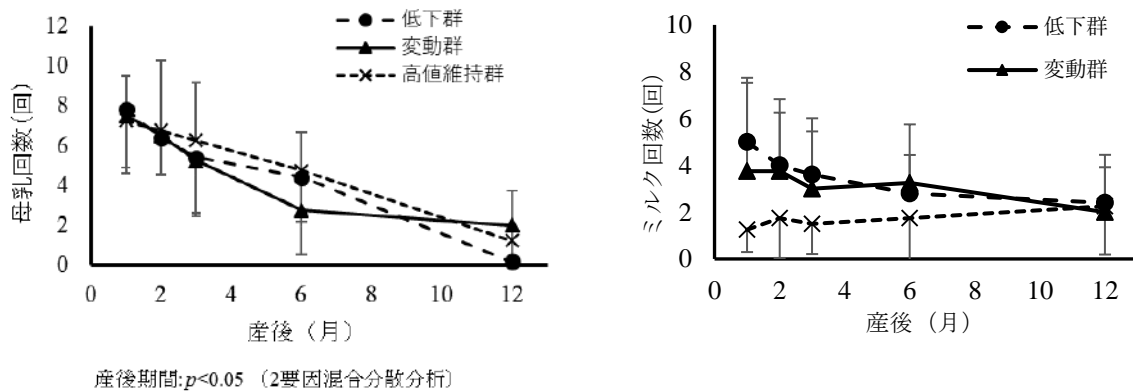 12
10
8
6
4
2
0
母乳回数(回)
低下群
変動群
高値維持群
0 2 4 6 8 10 12
産後（月）
産後期間:p<0.05 （2要因混合分散分析）
10
8
6
4
2
0
ミルク回数(回)
低下群
変動群
0 2 4 6 8 10 12
産後（月）